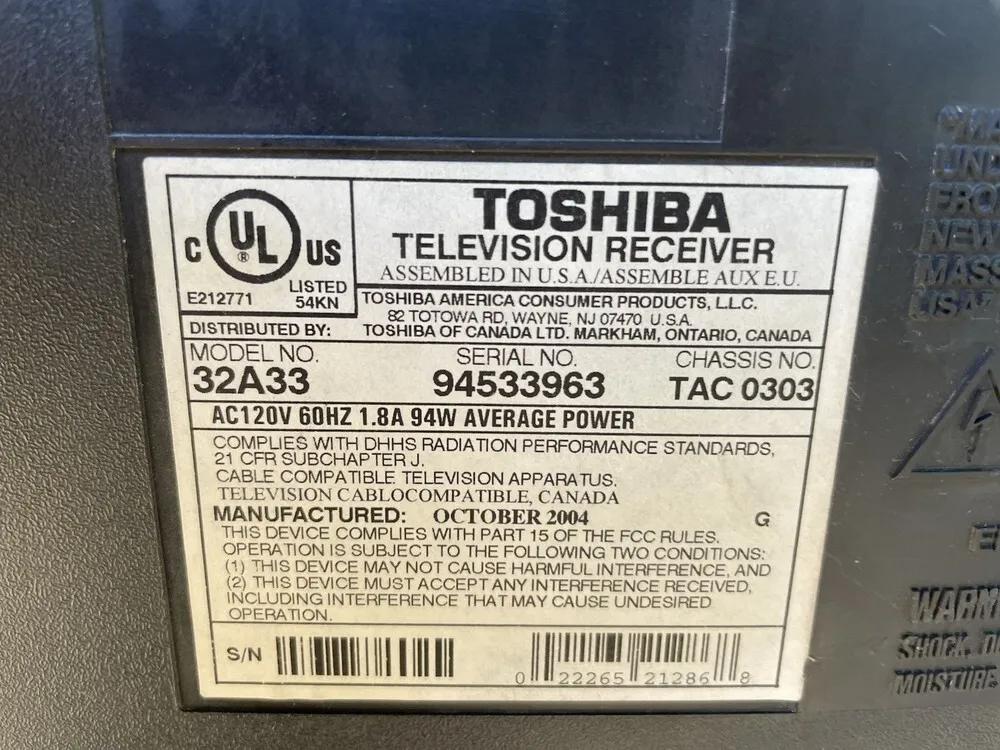 C UL ® US
LISTED
E212771 54KN
TOSHIBA
TELEVISION RECEIVER
ASSEMBLED IN U.S.A./ASSEMBLE AUX E.U.
DISTRIBUTED BY:
TOSHIBA AMERICA CONSUMER PRODUCTS, L.L.C.
82 TOTOWA RD, WAYNE, NJ 07470 U.S.A.
TOSHIBA OF CANADA LTD. MARKHAM, ONTARIO, CANADA
MODEL NO. SERIAL NO. CHASSIS NO.
32A33 94533963 TAC 0303
AC120V 60HZ 1.8A 94W AVERAGE POWER
COMPLIES WITH DHHS RADIATION PERFORMANCE STANDARDS,
21 CFR SUBCHAPTER J.
CABLE COMPATIBLE TELEVISION APPARATUS.
TELEVISION CABLOCOMPATIBLE, CANADA
MANUFACTURED: OCTOBER 2004 G
THIS DEVICE COMPLIES WITH PART 15 OF THE FCC RULES.
OPERATION IS SUBJECT TO THE FOLLOWING TWO CONDITIONS:
(1) THIS DEVICE MAY NOT CAUSE HARMFUL INTERFERENCE, AND
(2) THIS DEVICE MUST ACCEPT ANY INTERFERENCE RECEIVED,
INCLUDING INTERFERENCE THAT MAY CAUSE UNDESIRED
OPERATION.
S/N
0 22265 21286 8
FRO
NEW
MASS
WARN
SHOCK,
MOISTURE